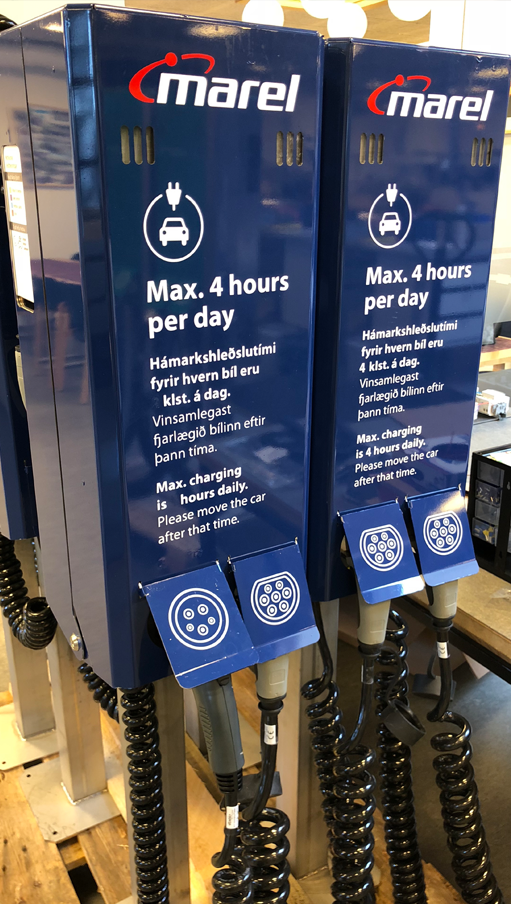 marel
Max. 4 hours
per day
Hámarkshleðslutími
fyrir hvern bíl eru
klst. á dag.
Vinsamlegast
fjarlægið bílinn eftir
þann tíma.
Max. charging
is hours daily.
Please move the car
after that time.
marel
Max. 4 hours
per day
Hámarkshleðslutími
fyrir hvern bíl eru
4 klst. á dag.
Vinsamlegast
fjarlægið bílinn eftir
þann tíma.
Max. charging
is 4 hours daily.
Please move the car
after that time.